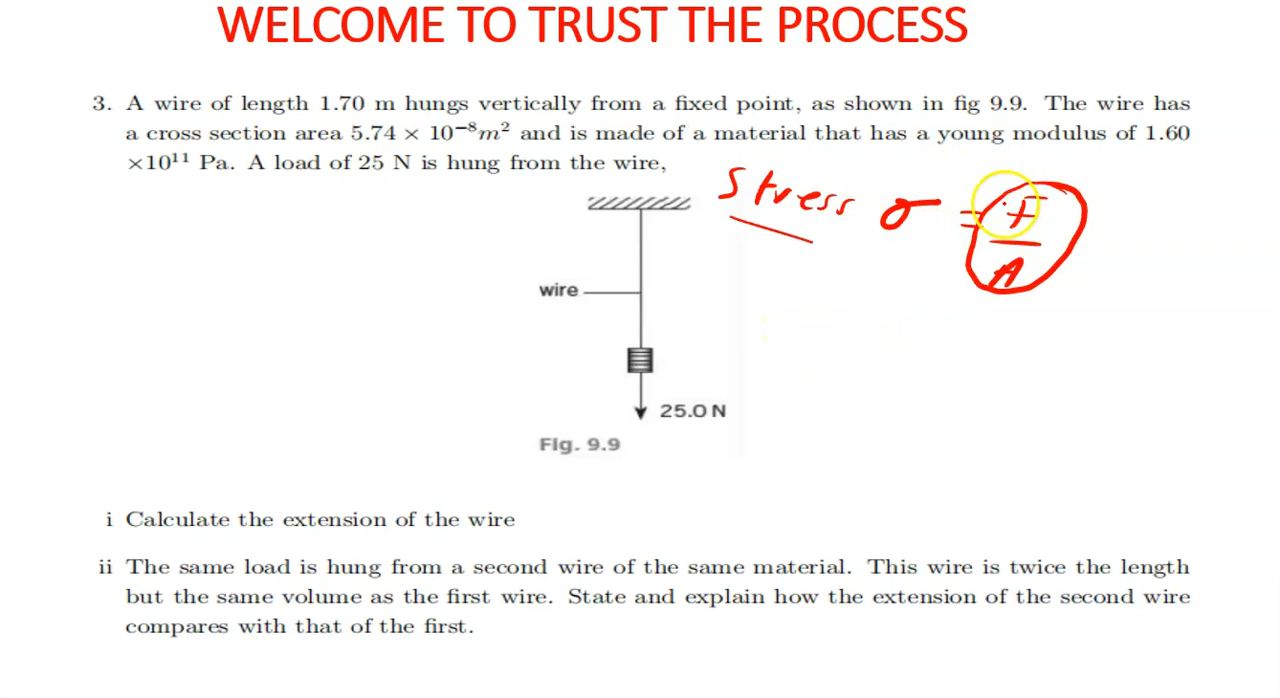 WELCOME TO TRUST THE PROCESS
3. A wire of length 1.70 m hungs vertically from a fixed point, as shown in fig 9.9. The wire has
a cross section area 5.74 × 10⁻⁸m² and is made of a material that has a young modulus of 1.60
×10¹¹ Pa. A load of 25 N is hung from the wire,
Stress σ = F/A
wire
25.0 N
Fig. 9.9
i Calculate the extension of the wire
ii The same load is hung from a second wire of the same material. This wire is twice the length
but the same volume as the first wire. State and explain how the extension of the second wire
compares with that of the first.